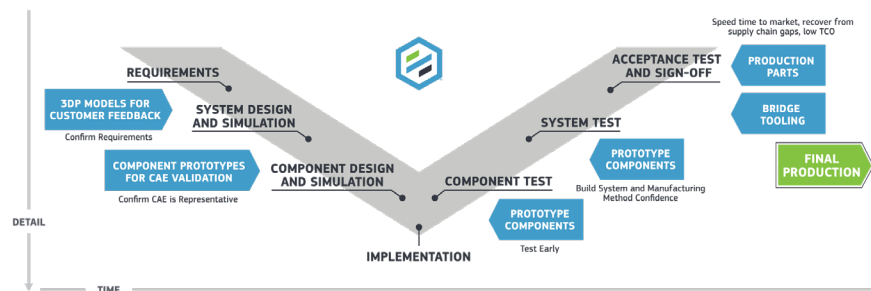 Speed time to market, recover from
supply chain gaps, low TCO
REQUIREMENTS
ACCEPTANCE TEST
AND SIGN-OFF
PRODUCTION
PARTS
3DP MODELS FOR
CUSTOMER FEEDBACK
Confirm Requirements
SYSTEM DESIGN
AND SIMULATION
SYSTEM TEST
BRIDGE
TOOLING
COMPONENT PROTOTYPES
FOR CAE VALIDATION
Confirm CAE is Representative
COMPONENT DESIGN
AND SIMULATION
COMPONENT TEST
PROTOTYPE
COMPONENTS
Build System and Manufacturing
Method Confidence
FINAL
PRODUCTION
PROTOTYPE
COMPONENTS
Test Early
IMPLEMENTATION
DETAIL
TIME